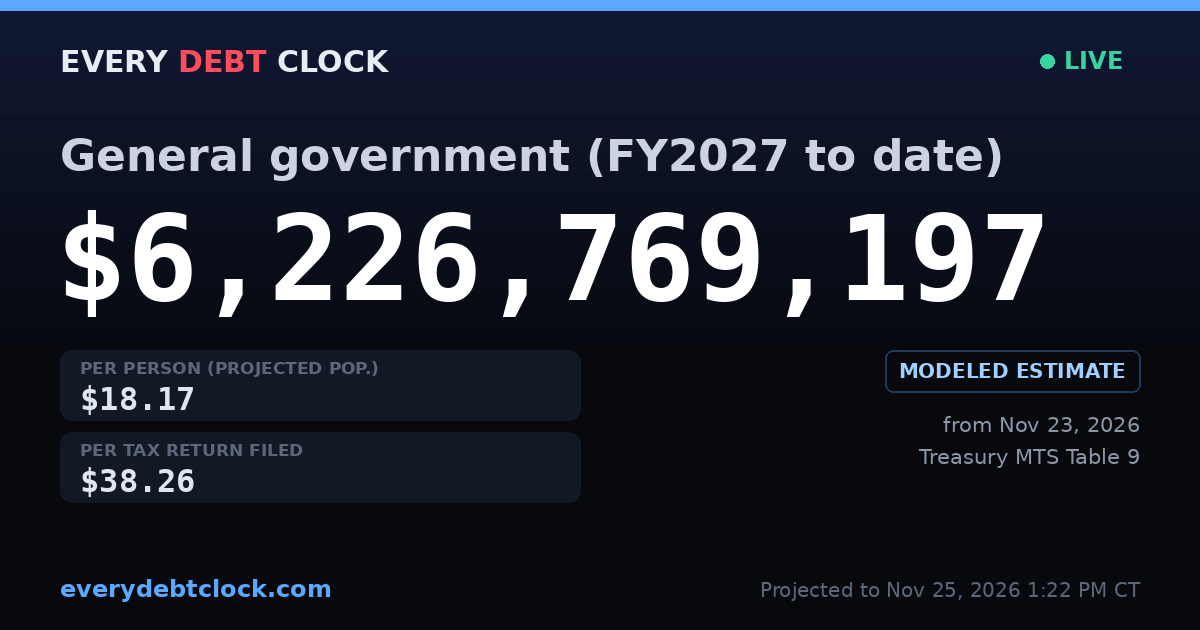 EVERY DEBT CLOCK
LIVE
General government (FY2027 to date)
$6,226,769,197
PER PERSON (PROJECTED POP.)
$18.17
PER TAX RETURN FILED
$38.26
MODELED ESTIMATE
from Nov 23, 2026
Treasury MTS Table 9
everydebtclock.com
Projected to Nov 25, 2026 1:22 PM CT